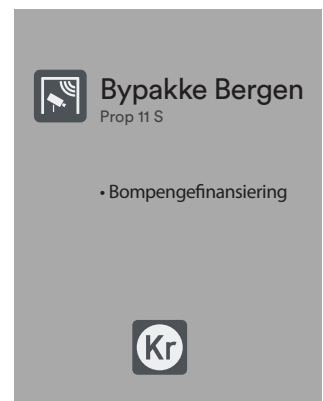 Bypakke Bergen
Prop 11 S
• Bompengefinansiering
Kr